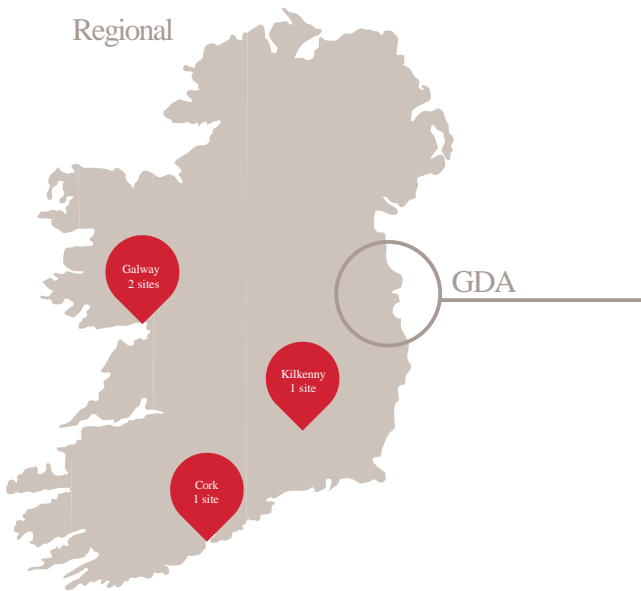 Regional
Galway
2 sites
GDA
Kilkenny
1 site
Cork
1 site